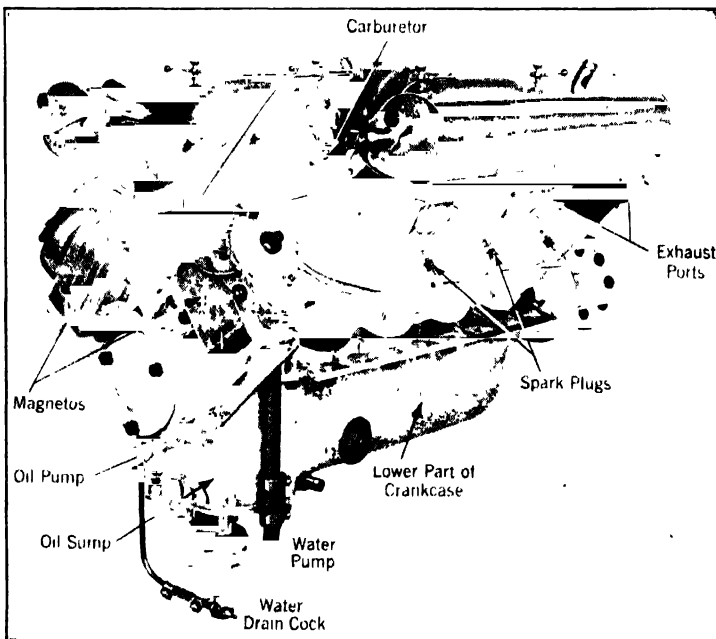 Carburetor
Exhaust
Ports
Spark Plugs
Magnetos
Oil Pump
Lower Part of
Crankcase
Oil Sump
Water
Pump
Water
Drain Cock